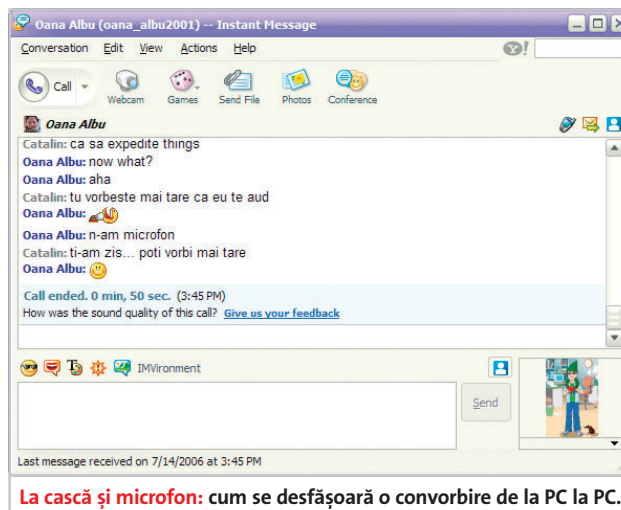 Oana Albu (oana_albu2001) -- Instant Message
Conversation Edit View Actions Help
Call Webcam Games Send File Photos Conference
Oana Albu
Catalin: ca sa expedite things
Oana Albu: now what?
Oana Albu: aha
Catalin: tu vorbeste mai tare ca eu te aud
Oana Albu:
Oana Albu: n-am microfon
Catalin: ti-am zis... poti vorbi mai tare
Oana Albu:
Call ended. 0 min, 50 sec. (3:45 PM)
How was the sound quality of this call? Give us your feedback
IMVironment
Send
Last message received on 7/14/2006 at 3:45 PM
La cască și microfon: cum se desfășoară o convorbire de la PC la PC.